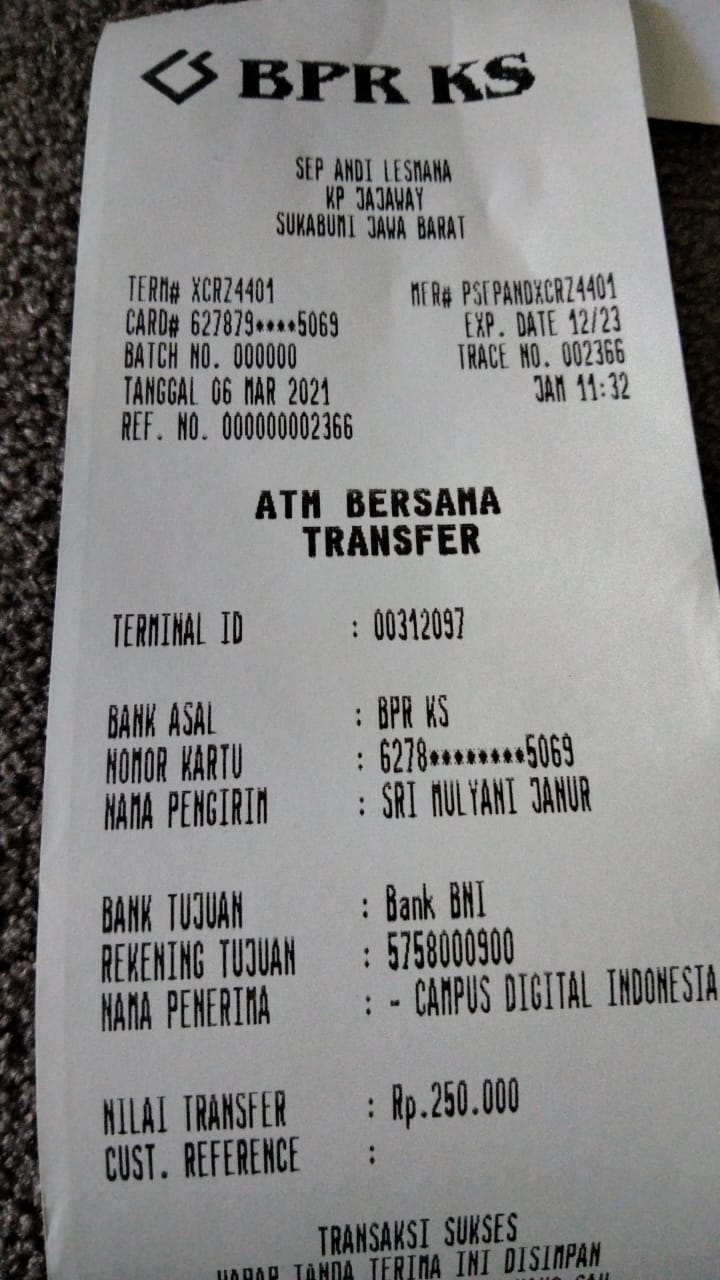 BPR KS
SEP ANDI LESMANA
KP JAJAWAY
SUKABUMI JAWA BARAT
TERM# XCRZ4401 MER# PSEPANDXCRZ4401
CARD# 627879****5069 EXP. DATE 12/23
BATCH NO. 000000 TRACE NO. 002366
TANGGAL 06 MAR 2021 JAM 11:32
REF. NO. 000000002366
ATM BERSAMA
TRANSFER
TERMINAL ID : 00312097
BANK ASAL : BPR KS
NOMOR KARTU : 6278********5069
NAMA PENGIRIM : SRI MULYANI JANUR
BANK TUJUAN : Bank BNI
REKENING TUJUAN : 5758000900
NAMA PENERIMA : - CAMPUS DIGITAL INDONESIA
NILAI TRANSFER : Rp.250.000
CUST. REFERENCE :
TRANSAKSI SUKSES
HARAP TANDA TERIMA INI DISIMPAN